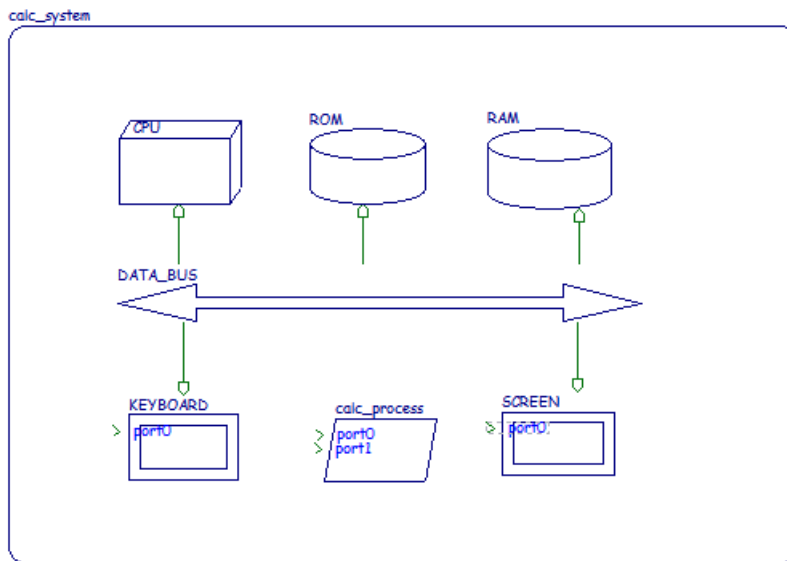 calc_system
CPU
ROM
RAM
DATA_BUS
KEYBOARD
port0
calc_process
port0
port1
SCREEN
port0